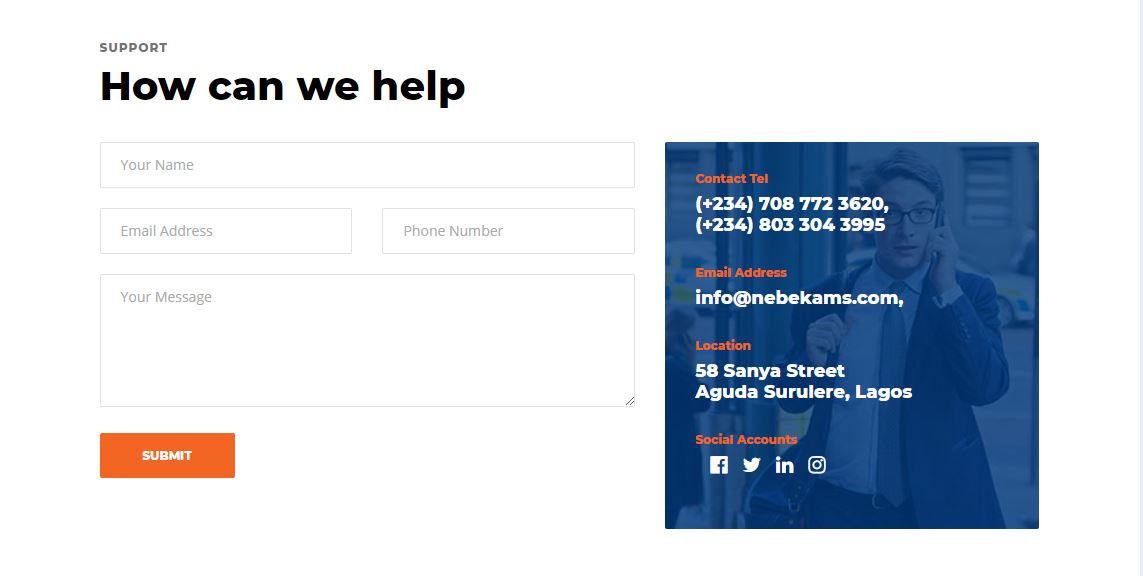 SUPPORT
How can we help
Your Name
Email Address
Phone Number
Your Message
SUBMIT
Contact Tel
(+234) 708 772 3620,
(+234) 803 304 3995
Email Address
info@nebekams.com,
Location
58 Sanya Street
Aguda Surulere, Lagos
Social Accounts